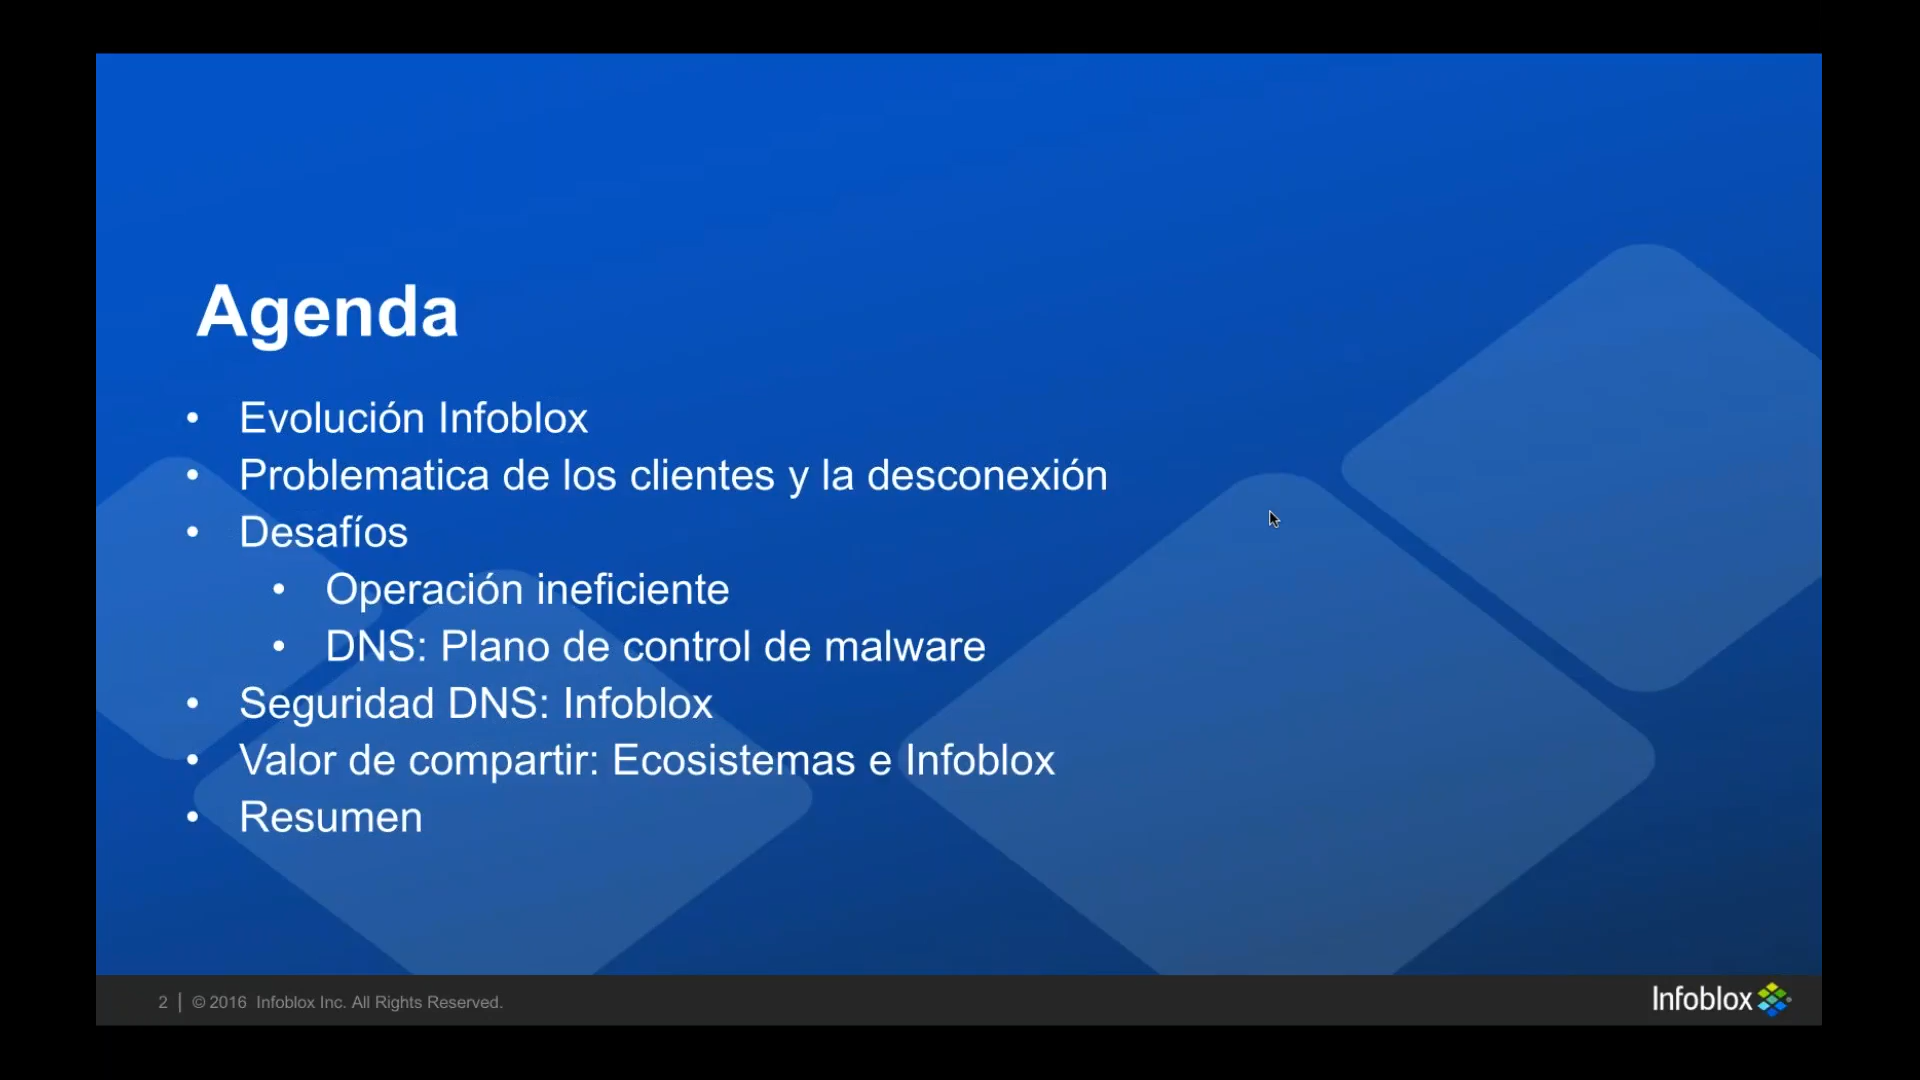 Agenda
• Evolución Infoblox
• Problematica de los clientes y la desconexión
• Desafíos
• Operación ineficiente
• DNS: Plano de control de malware
• Seguridad DNS: Infoblox
• Valor de compartir: Ecosistemas e Infoblox
• Resumen
2 | © 2016 Infoblox Inc. All Rights Reserved.
Infoblox